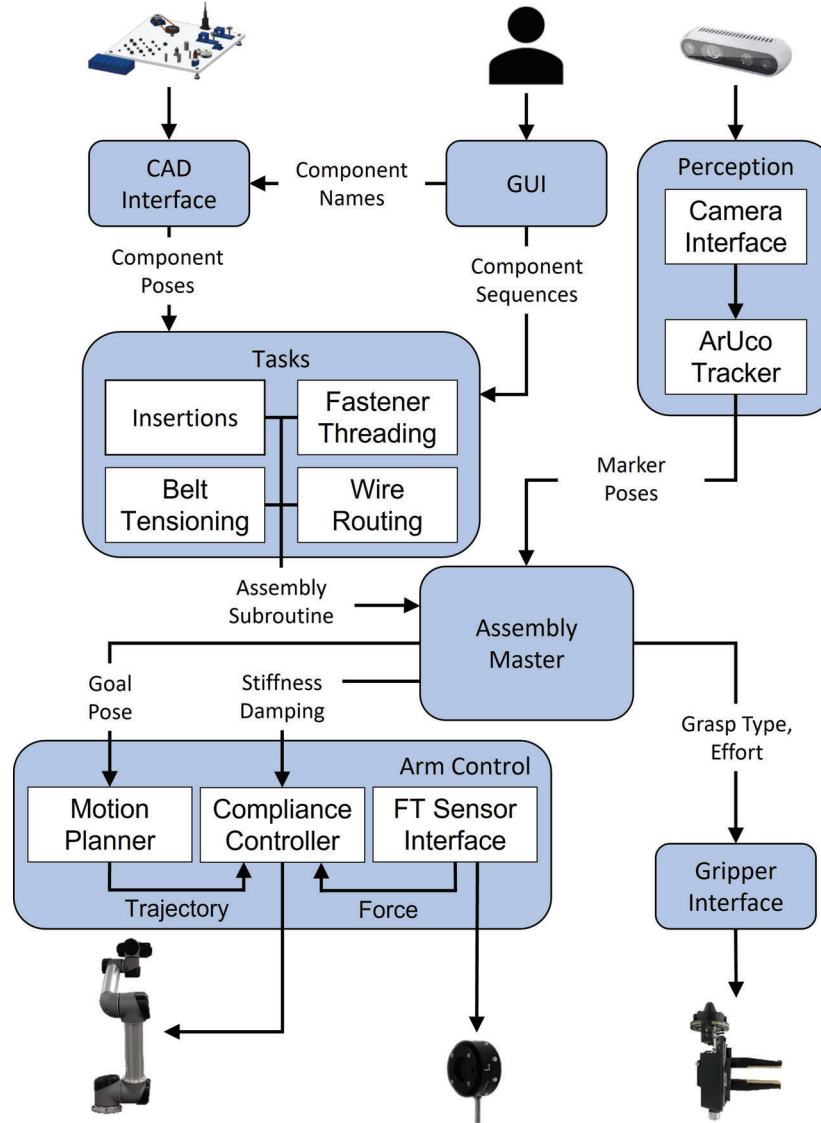 CAD
Interface
Component
Names
GUI
Perception
Camera
Interface
ArUco
Tracker
Component
Poses
Component
Sequences
Tasks
Insertions
Fastener
Threading
Belt
Tensioning
Wire
Routing
Marker
Poses
Assembly
Subroutine
Assembly
Master
Goal
Pose
Stiffness
Damping
Grasp Type,
Effort
Arm Control
Motion
Planner
Compliance
Controller
FT Sensor
Interface
Trajectory
Force
Gripper
Interface